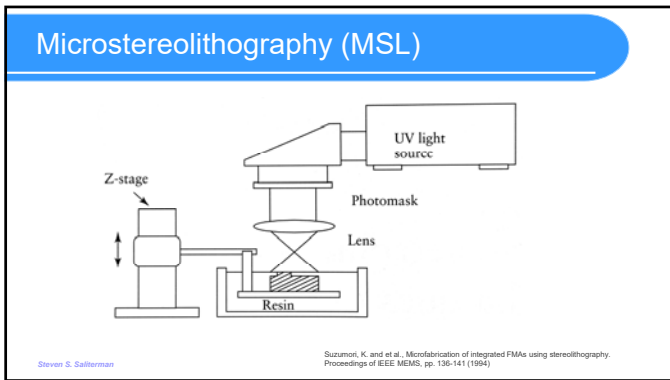 Microstereolithography (MSL)
UV light
source
Z-stage
Photomask
Lens
Resin
Suzumori, K. and et al., Microfabrication of integrated FMAs using stereolithography.
Proceedings of IEEE MEMS, pp. 136-141 (1994)
Steven S. Saliterman